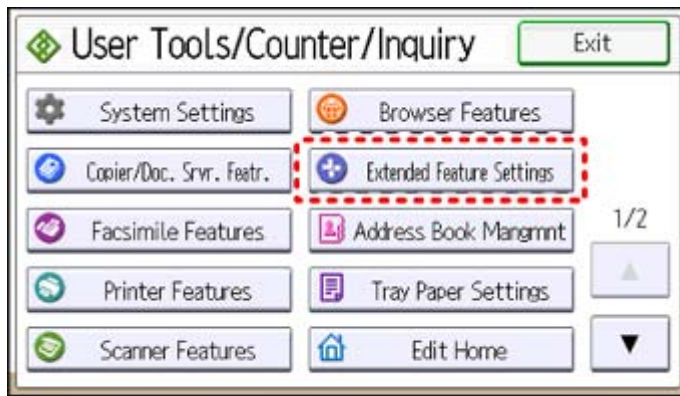 User Tools/Counter/Inquiry
Exit
System Settings
Browser Features
Copier/Doc. Srvr. Featr.
Extended Feature Settings
Facsimile Features
Address Book Mangmnt
1/2
Printer Features
Tray Paper Settings
Scanner Features
Edit Home